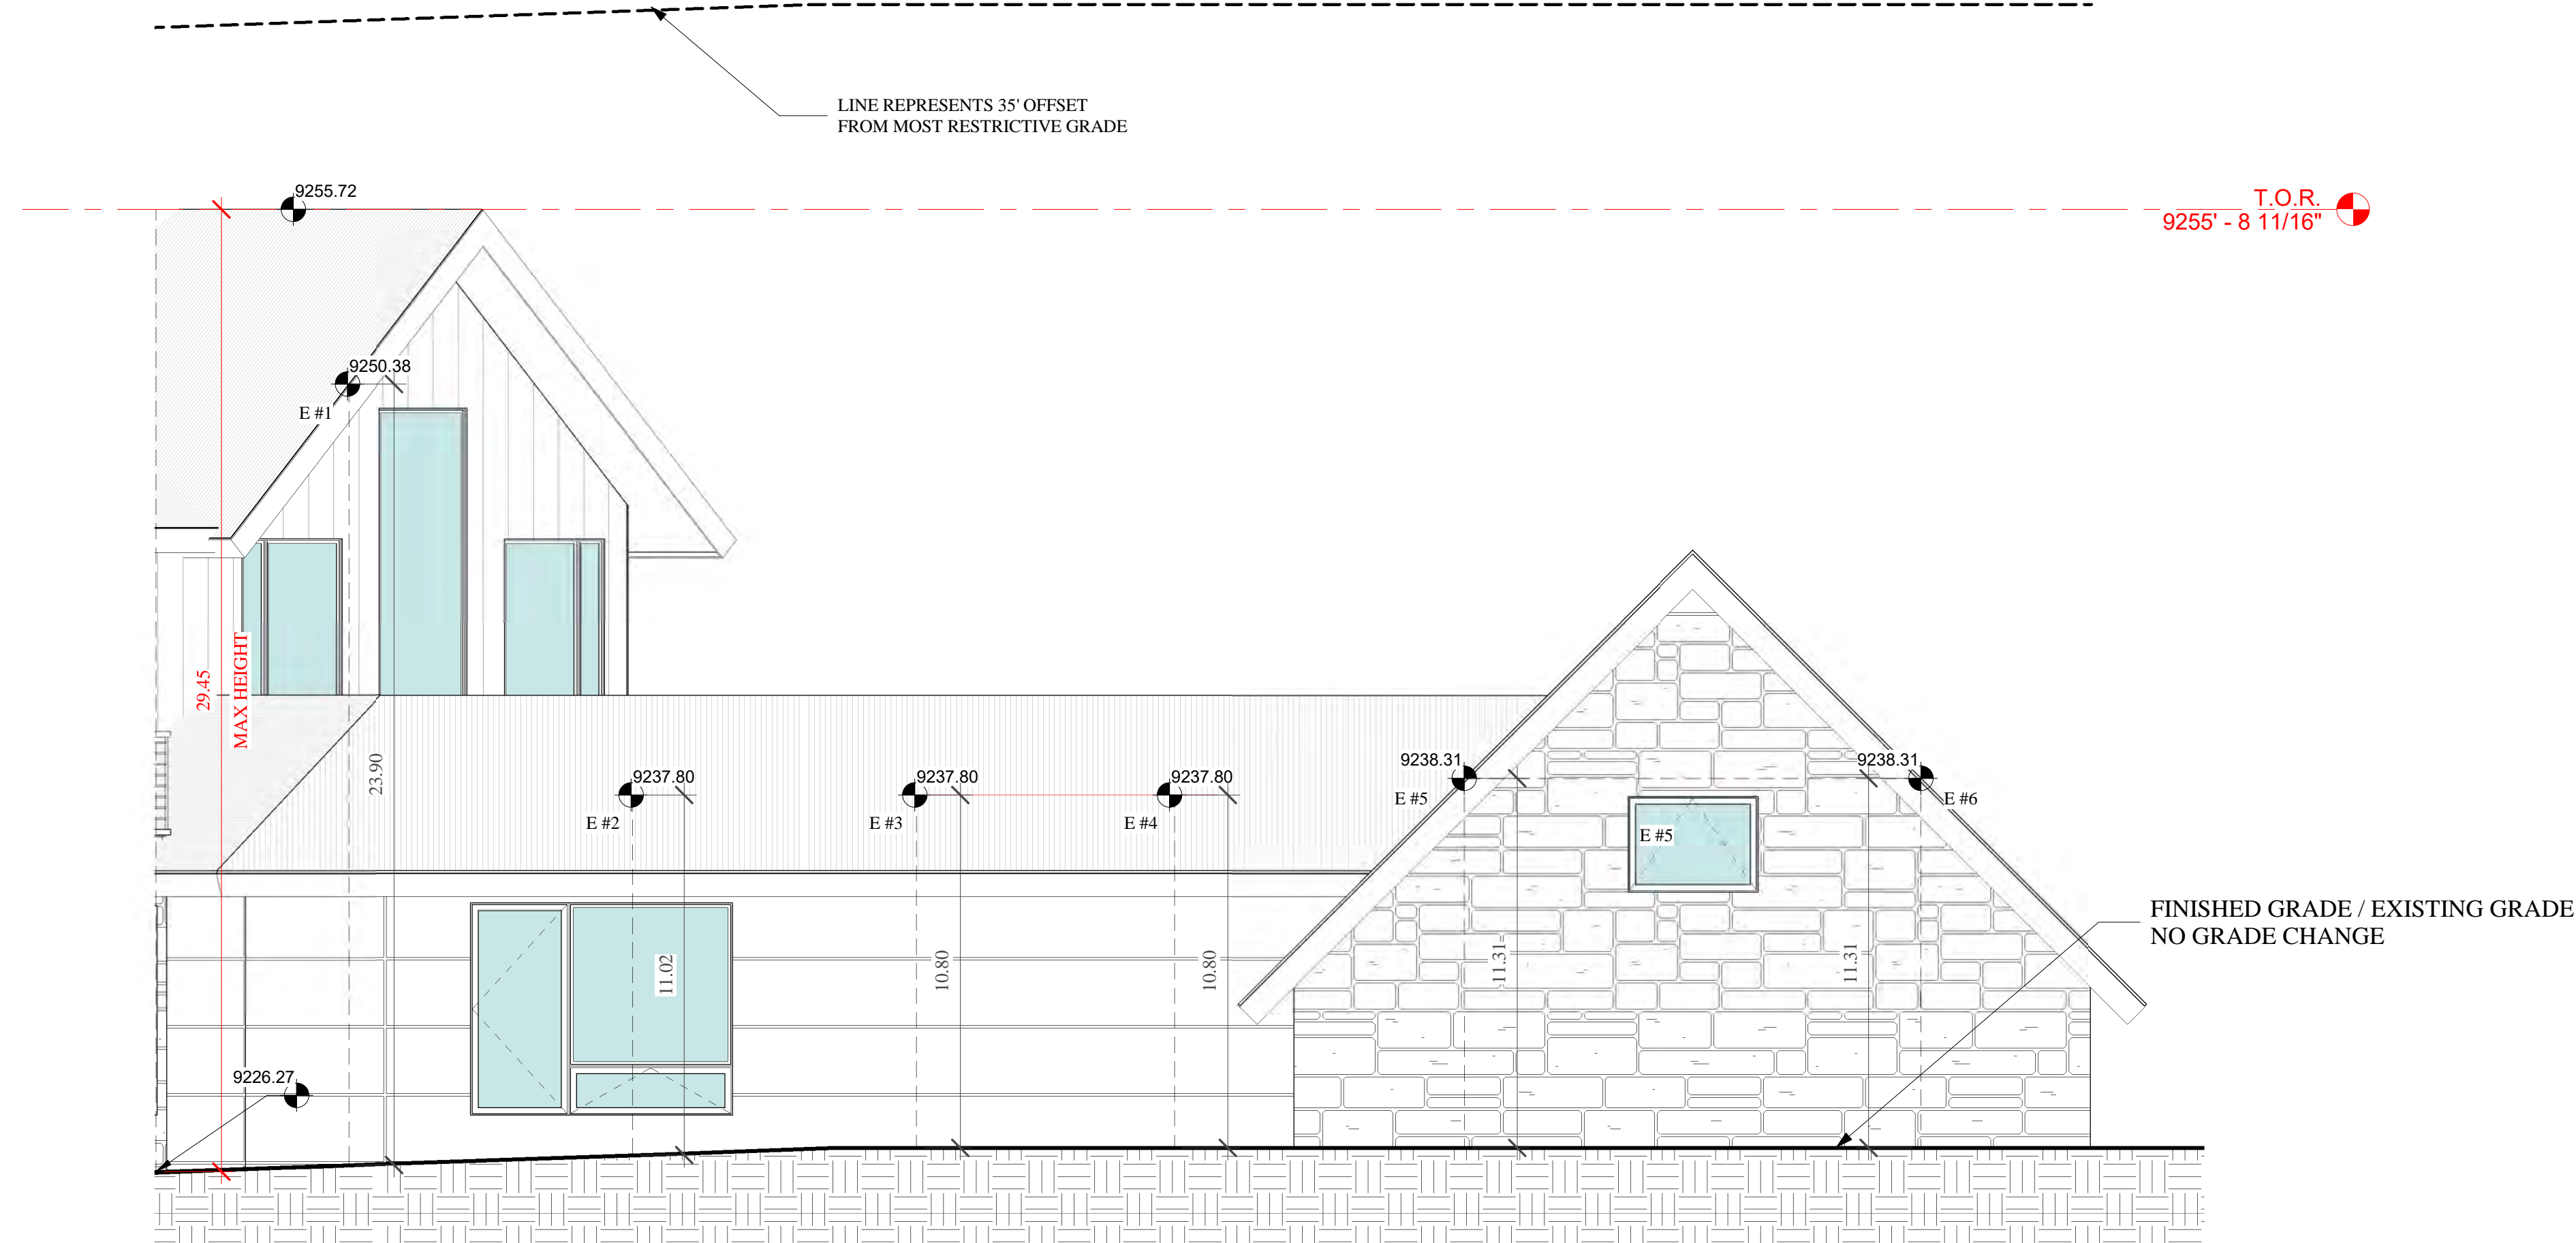 LINE REPRESENTS 35' OFFSET
FROM MOST RESTRICTIVE GRADE
9255.72
T.O.R.
9255' - 8 11/16"
9250.38
E #1
29.45
MAX HEIGHT
23.90
9237.80
E #2
9237.80
E #3
9237.80
E #4
9238.31
E #5
9238.31
E #6
E #5
11.02
10.80
10.80
11.31
11.31
FINISHED GRADE / EXISTING GRADE
NO GRADE CHANGE
9226.27